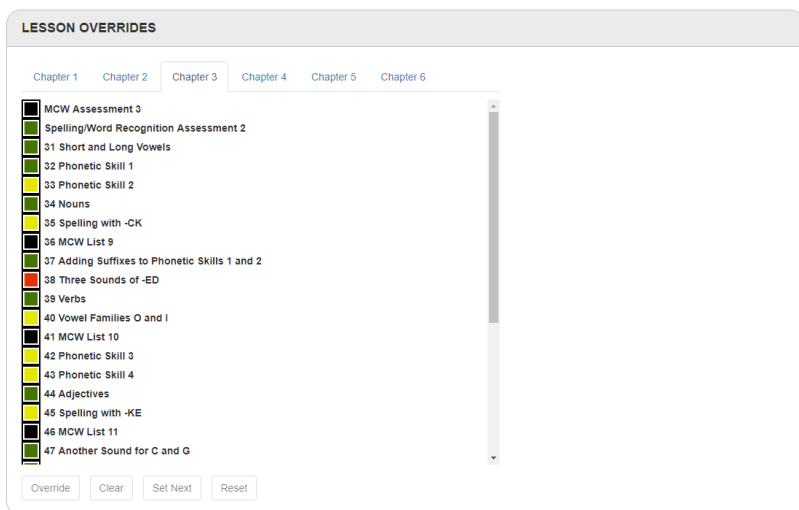 LESSON OVERRIDES
Chapter 1 Chapter 2 Chapter 3 Chapter 4 Chapter 5 Chapter 6
MCW Assessment 3
Spelling/Word Recognition Assessment 2
31 Short and Long Vowels
32 Phonetic Skill 1
33 Phonetic Skill 2
34 Nouns
35 Spelling with -CK
36 MCW List 9
37 Adding Suffixes to Phonetic Skills 1 and 2
38 Three Sounds of -ED
39 Verbs
40 Vowel Families O and I
41 MCW List 10
42 Phonetic Skill 3
43 Phonetic Skill 4
44 Adjectives
45 Spelling with -KE
46 MCW List 11
47 Another Sound for C and G
Override Clear Set Next Reset